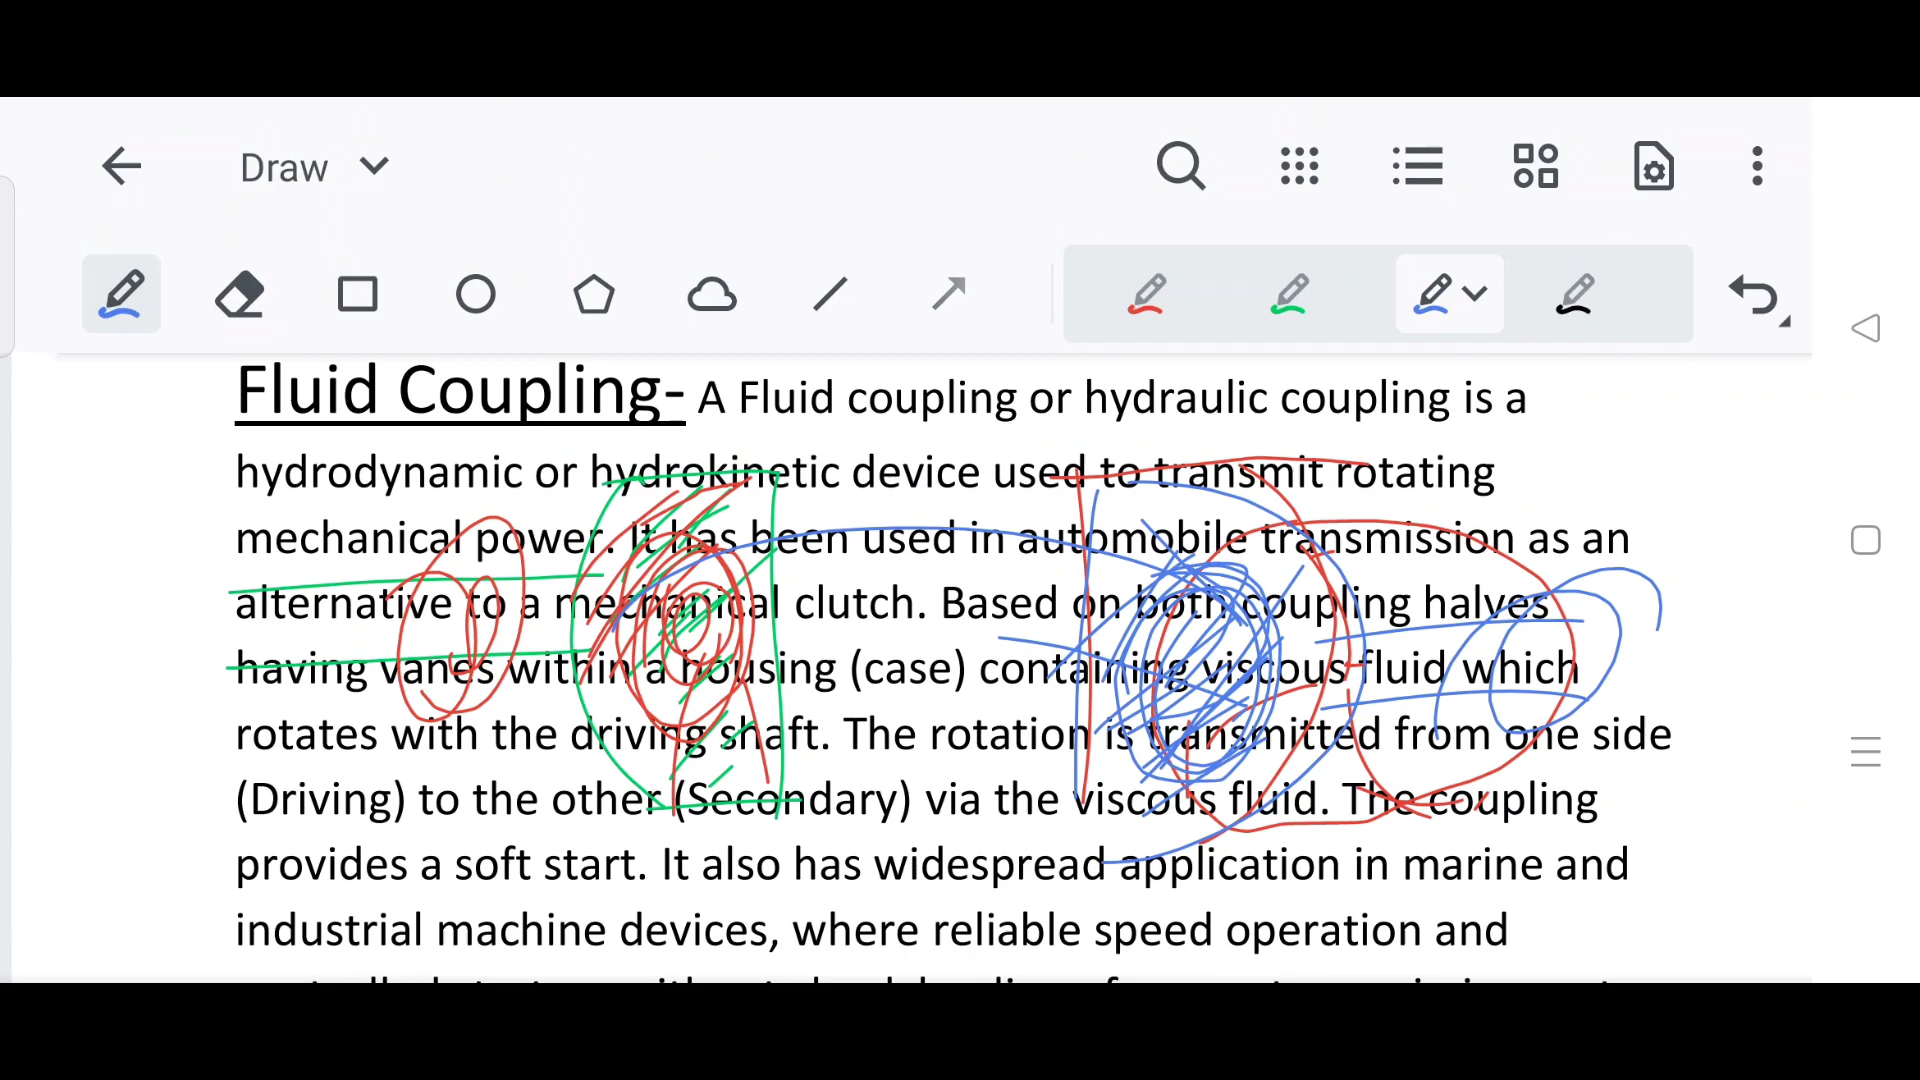 Draw
Fluid Coupling- A Fluid coupling or hydraulic coupling is a
hydrodynamic or hydrokinetic device used to transmit rotating
mechanical power. It has been used in automobile transmission as an
alternative to a mechanical clutch. Based on both coupling halves
having vanes within a housing (case) containing viscous fluid which
rotates with the driving shaft. The rotation is transmitted from one side
(Driving) to the other (Secondary) via the viscous fluid. The coupling
provides a soft start. It also has widespread application in marine and
industrial machine devices, where reliable speed operation and